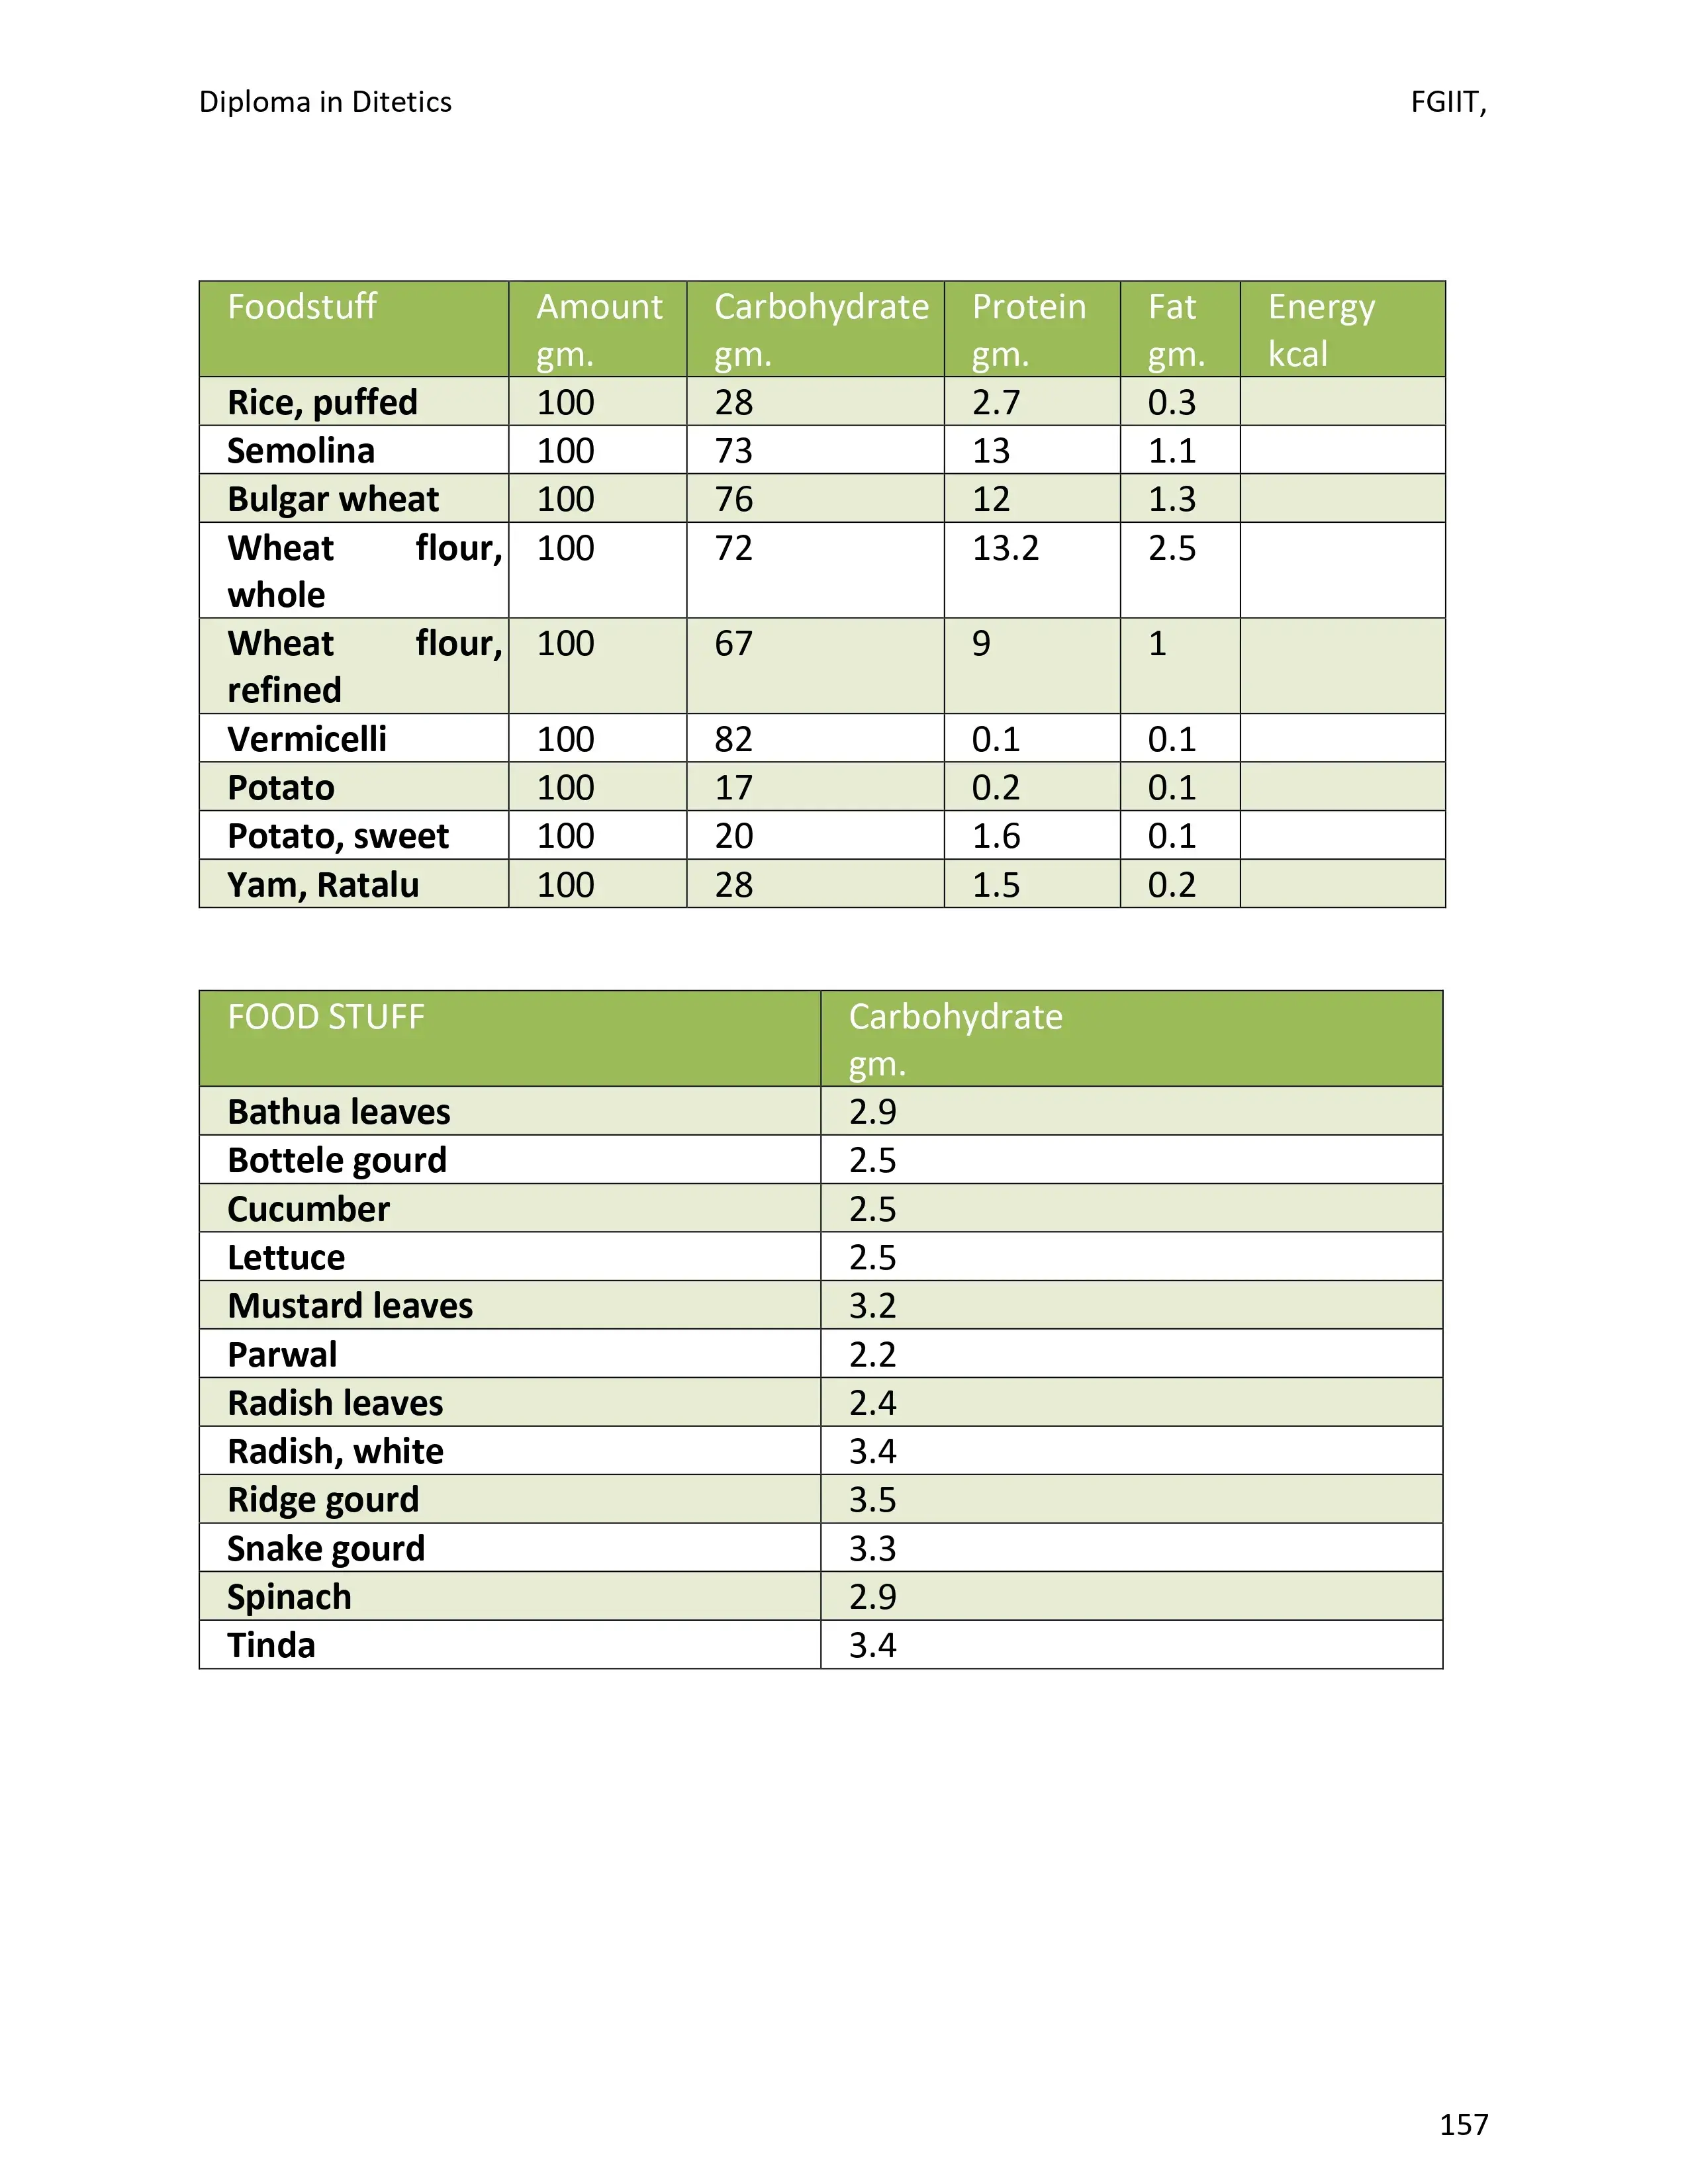 Diploma in Ditetics FGIIT,
Foodstuff Amount gm. Carbohydrate gm. Protein gm. Fat gm. Energy kcal
Rice, puffed 100 28 2.7 0.3
Semolina 100 73 13 1.1
Bulgar wheat 100 76 12 1.3
Wheat flour, whole 100 72 13.2 2.5
Wheat flour, refined 100 67 9 1
Vermicelli 100 82 0.1 0.1
Potato 100 17 0.2 0.1
Potato, sweet 100 20 1.6 0.1
Yam, Ratalu 100 28 1.5 0.2
FOOD STUFF Carbohydrate gm.
Bathua leaves 2.9
Bottele gourd 2.5
Cucumber 2.5
Lettuce 2.5
Mustard leaves 3.2
Parwal 2.2
Radish leaves 2.4
Radish, white 3.4
Ridge gourd 3.5
Snake gourd 3.3
Spinach 2.9
Tinda 3.4
157